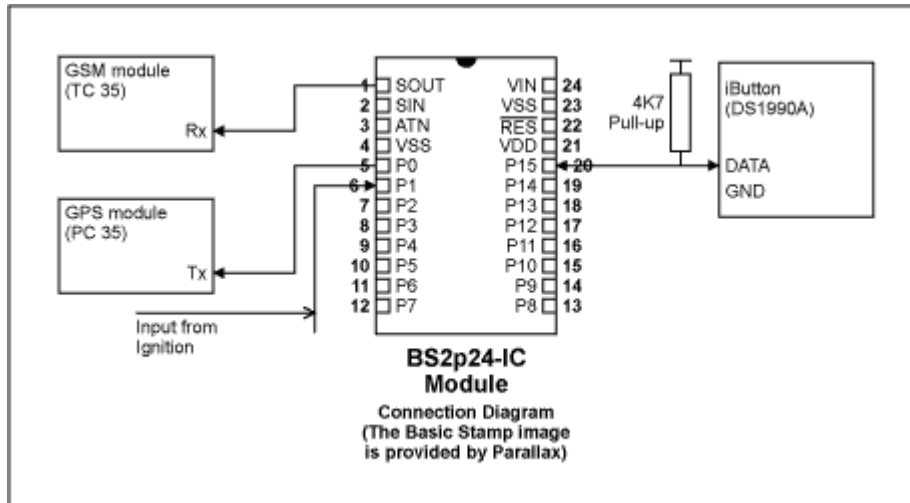 GSM module
(TC 35)
Rx
GPS module
(PC 35)
Tx
Input from
Ignition
1 SOUT
2 SIN
3 ATN
4 VSS
5 P0
6 P1
7 P2
8 P3
9 P4
10 P5
11 P6
12 P7
VIN 24
VSS 23
RES 22
VDD 21
P15 20
P14 19
P13 18
P12 17
P11 16
P10 15
P9 14
P8 13
4K7
Pull-up
iButton
(DS1990A)
DATA
GND
BS2p24-IC
Module
Connection Diagram
(The Basic Stamp image
is provided by Parallax)